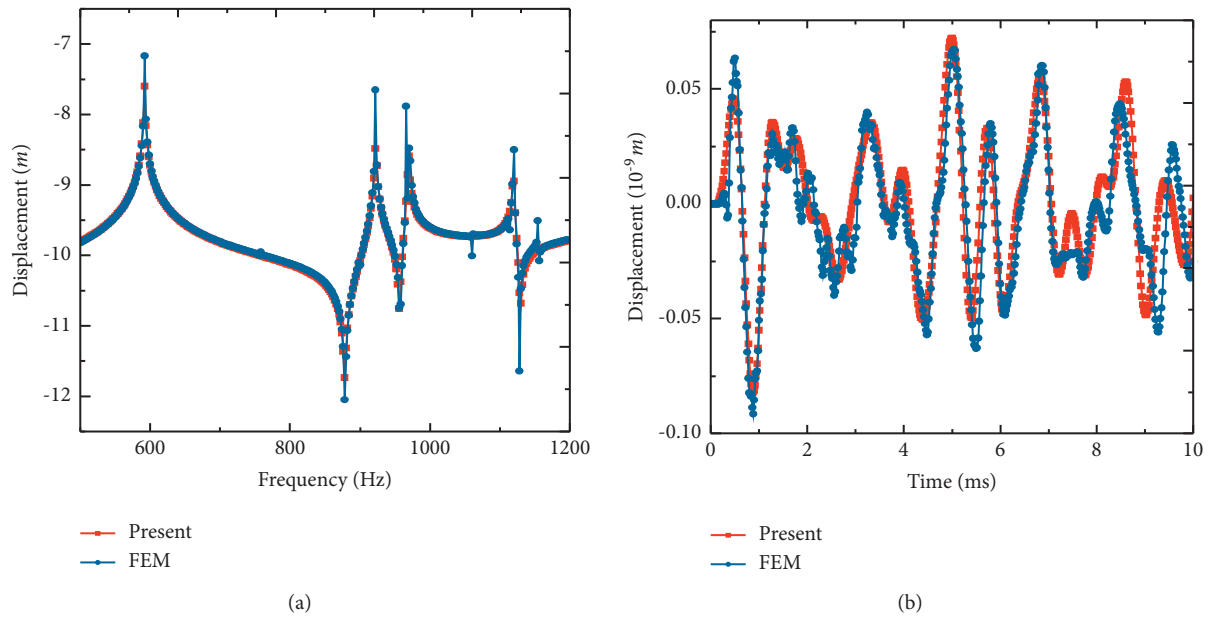 -7
-8
-9
-10
-11
-12
Displacement (m)
600
800
1000
1200
Frequency (Hz)
Present
FEM
(a)
0.05
0.00
-0.05
-0.10
Displacement (10⁻⁹ m)
0
2
4
6
8
10
Time (ms)
Present
FEM
(b)